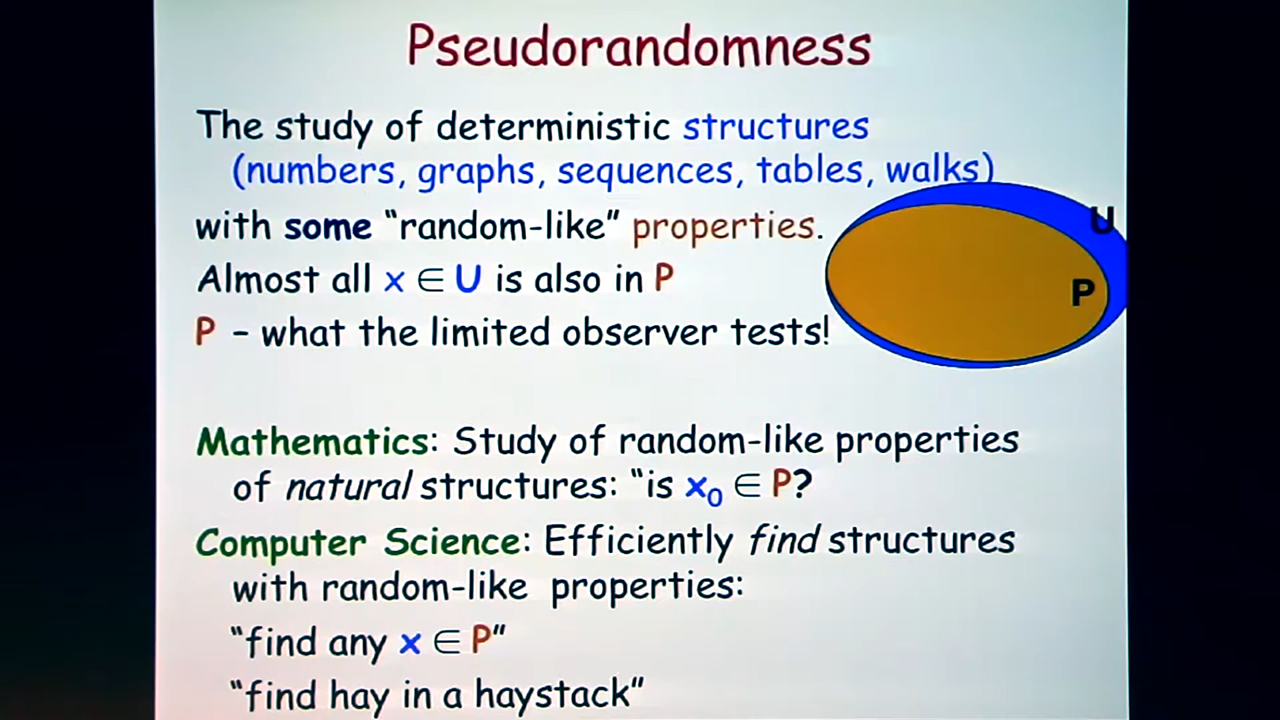 Pseudorandomness
The study of deterministic structures
(numbers, graphs, sequences, tables, walks)
with some “random-like” properties.
U
Almost all x ∈ U is also in P
P
P – what the limited observer tests!
Mathematics: Study of random-like properties
of natural structures: “is x₀ ∈ P?
Computer Science: Efficiently find structures
with random-like properties:
“find any x ∈ P”
“find hay in a haystack”